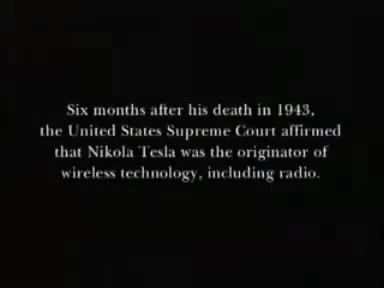 Six months after his death in 1943,
the United States Supreme Court affirmed
that Nikola Tesla was the originator of
wireless technology, including radio.